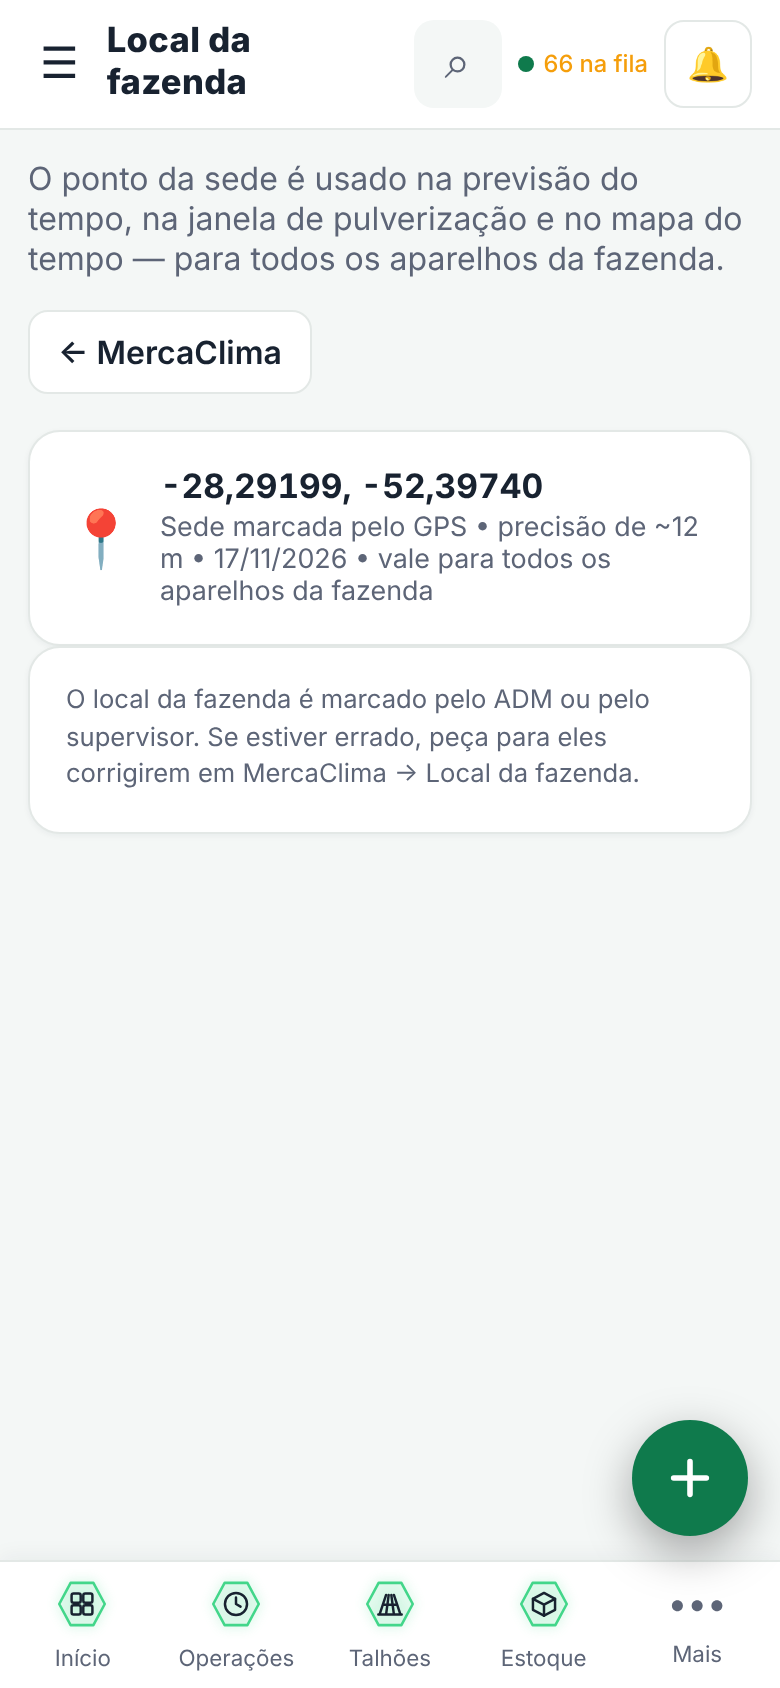 Local da
fazenda
66 na fila
O ponto da sede é usado na previsão do
tempo, na janela de pulverização e no mapa do
tempo — para todos os aparelhos da fazenda.
← MercaClima
-28,29199, -52,39740
Sede marcada pelo GPS • precisão de ~12
m • 17/11/2026 • vale para todos os
aparelhos da fazenda
O local da fazenda é marcado pelo ADM ou pelo
supervisor. Se estiver errado, peça para eles
corrigirem em MercaClima → Local da fazenda.
Início
Operações
Talhões
Estoque
Mais